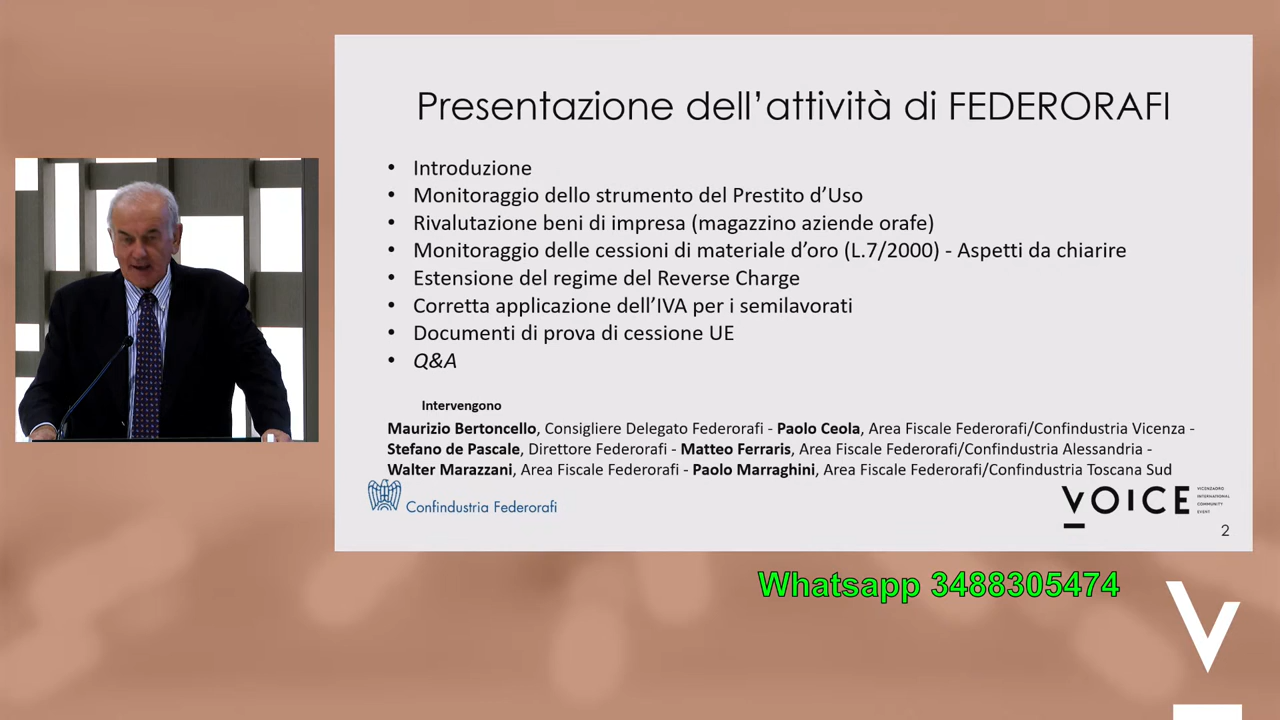 Presentazione dell'attività di FEDERORAFI
• Introduzione
• Monitoraggio dello strumento del Prestito d'Uso
• Rivalutazione beni di impresa (magazzino aziende orafe)
• Monitoraggio delle cessioni di materiale d'oro (L.7/2000) - Aspetti da chiarire
• Estensione del regime del Reverse Charge
• Corretta applicazione dell'IVA per i semilavorati
• Documenti di prova di cessione UE
• Q&A
Intervengono
Maurizio Bertoncello, Consigliere Delegato Federorafi - Paolo Ceola, Area Fiscale Federorafi/Confindustria Vicenza -
Stefano de Pascale, Direttore Federorafi - Matteo Ferraris, Area Fiscale Federorafi/Confindustria Alessandria -
Walter Marazzani, Area Fiscale Federorafi - Paolo Marraghini, Area Fiscale Federorafi/Confindustria Toscana Sud
Confindustria Federorafi
VOICE
VICENZAORO
INTERNATIONAL
COMMUNITY
EVENT
2
Whatsapp 3488305474
V